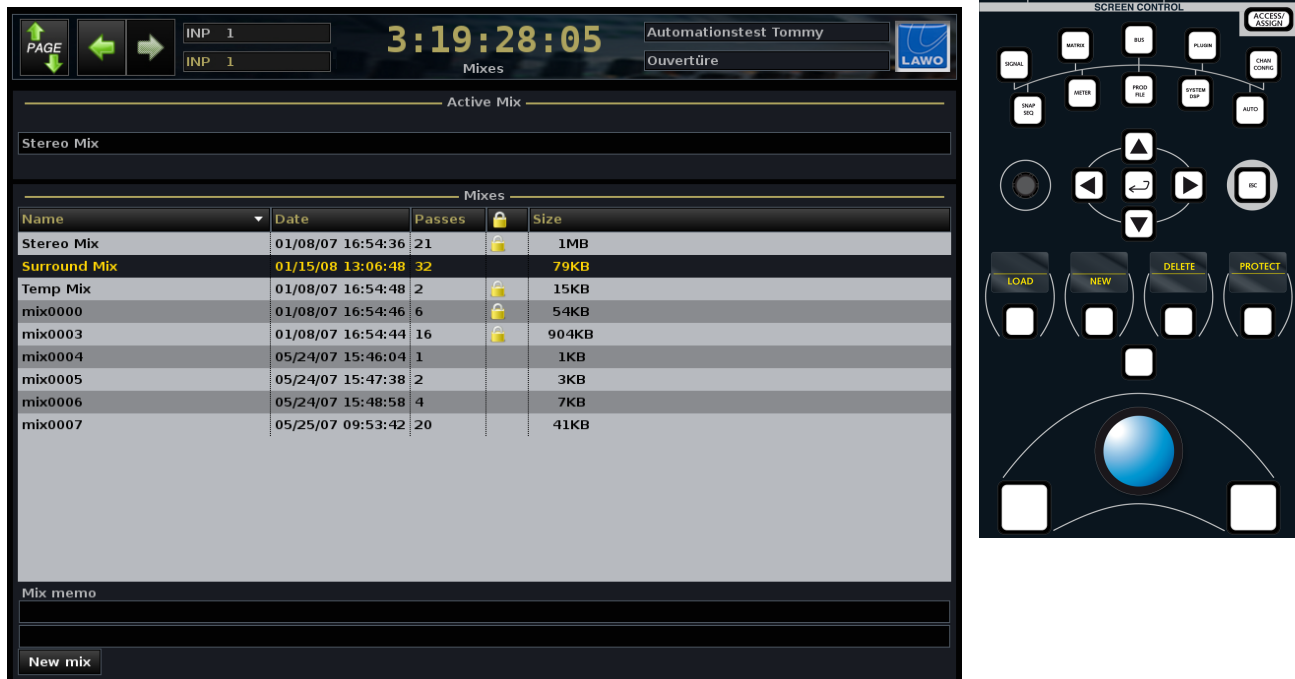 PAGE
INP 1
INP 1
3:19:28:05
Mixes
Automationstest Tommy
Ouvertüre
LAWO
Active Mix
Stereo Mix
Mixes
Name Date Passes Size
Stereo Mix 01/08/07 16:54:36 21 1MB
Surround Mix 01/15/08 13:06:48 32 79KB
Temp Mix 01/08/07 16:54:48 2 15KB
mix0000 01/08/07 16:54:46 6 54KB
mix0003 01/08/07 16:54:44 16 904KB
mix0004 05/24/07 15:46:04 1 1KB
mix0005 05/24/07 15:47:38 2 3KB
mix0006 05/24/07 15:48:58 4 7KB
mix0007 05/25/07 09:53:42 20 41KB
Mix memo
New mix
SCREEN CONTROL
ACCESS/
ASSIGN
SIGNAL
MATRIX
BUS
PLUGIN
CHAN
CONFIG
SNAP
SEQ
METER
PROD
FILE
SYSTEM
DSP
AUTO
ESC
LOAD
NEW
DELETE
PROTECT